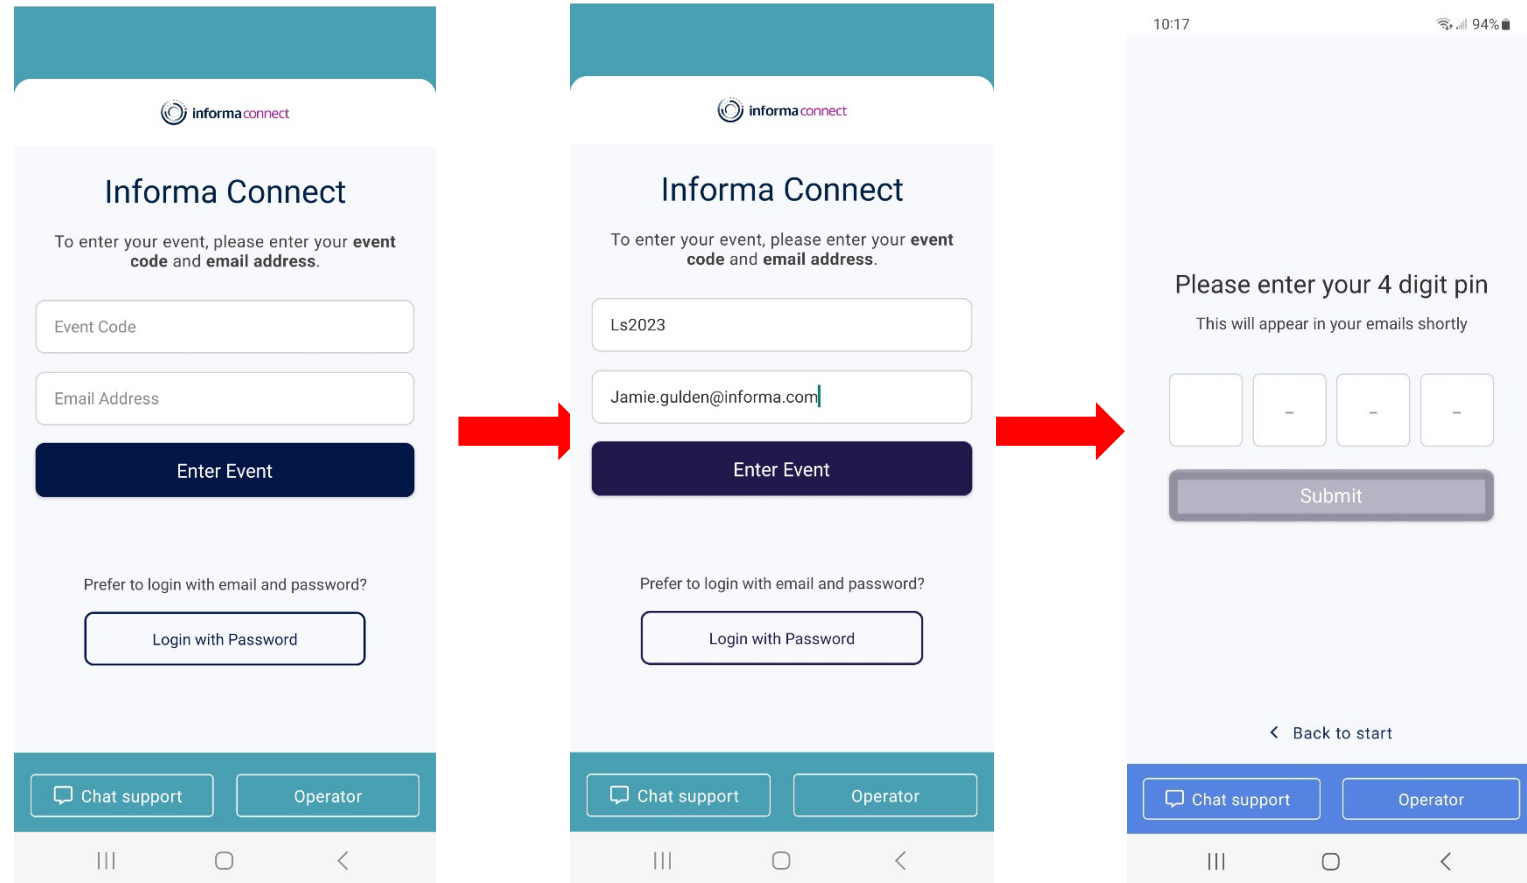 informa connect
Informa Connect
To enter your event, please enter your event
code and email address.
Event Code
Email Address
Enter Event
Prefer to login with email and password?
Login with Password
Chat support
Operator
informa connect
Informa Connect
To enter your event, please enter your event
code and email address.
Ls2023
Jamie.gulden@informa.com
Enter Event
Prefer to login with email and password?
Login with Password
Chat support
Operator
10:17
94%
Please enter your 4 digit pin
This will appear in your emails shortly
- - -
Submit
Back to start
Chat support
Operator